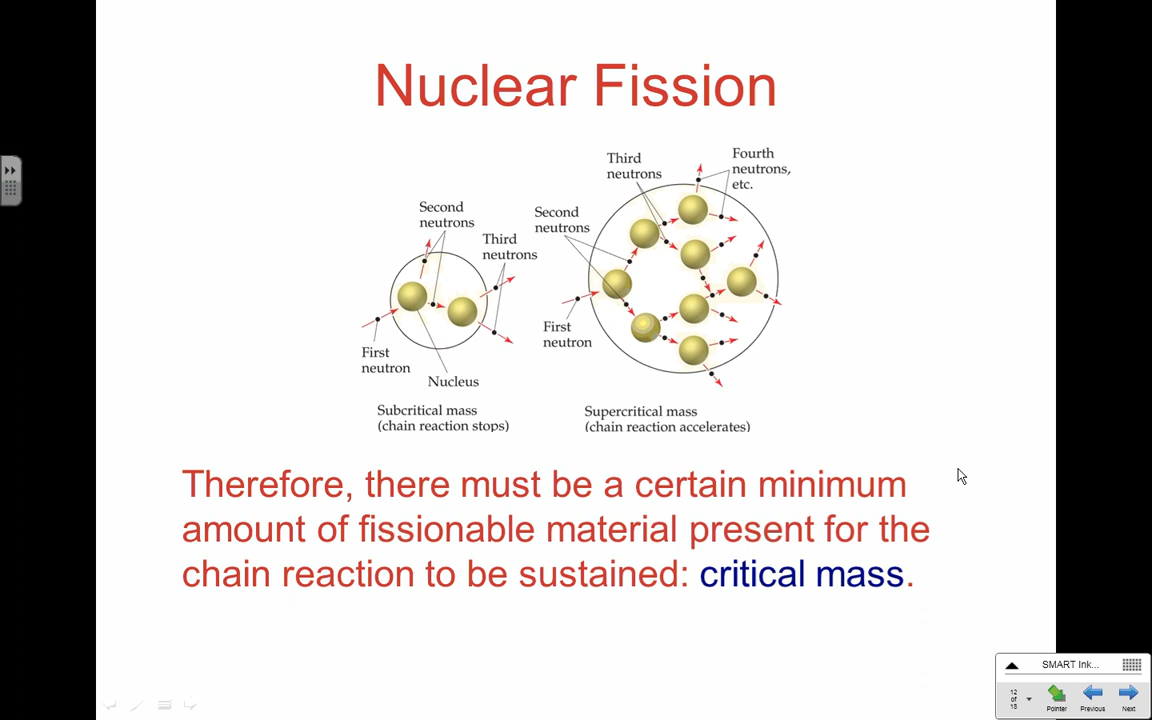 Nuclear Fission
Second
neutrons
Third
neutrons
First
neutron
Nucleus
Subcritical mass
(chain reaction stops)
Third
neutrons
Fourth
neutrons,
etc.
Second
neutrons
First
neutron
Supercritical mass
(chain reaction accelerates)
Therefore, there must be a certain minimum
amount of fissionable material present for the
chain reaction to be sustained: critical mass.
SMART Ink...
12
of
18
Pointer
Previous
Next